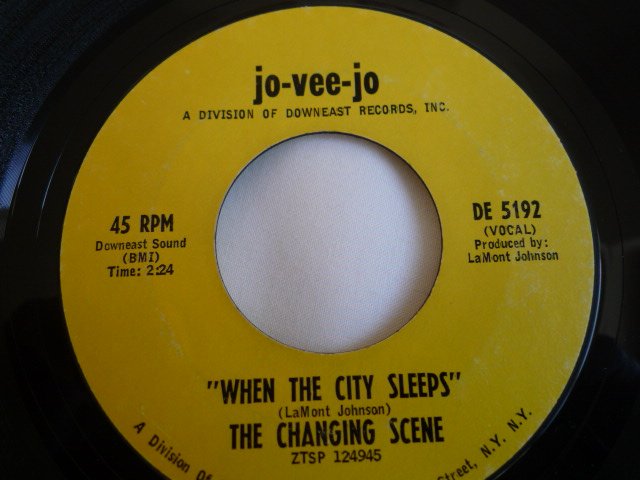 jo-vee-jo
A DIVISION OF DOWNEAST RECORDS, INC.
45 RPM
Downeast Sound
(BMI)
Time: 2:24
DE 5192
(VOCAL)
Produced by:
LaMont Johnson
"WHEN THE CITY SLEEPS"
(LaMont Johnson)
THE CHANGING SCENE
ZTSP 124945
A Division Of
Street, N.Y. N.Y.